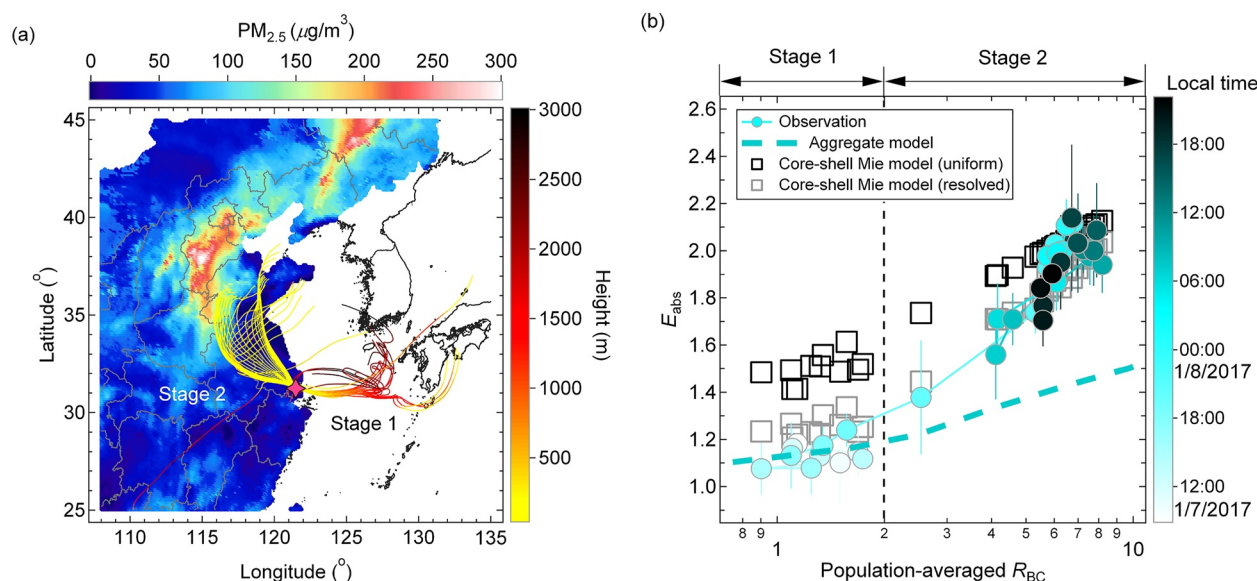 (a)
PM2.5 (μg/m3)
0 50 100 150 200 250 300
45
40
35
30
25
Latitude (o)
110 115 120 125 130 135
Longitude (o)
Stage 2
Stage 1
3000
2500
2000
1500
1000
500
Height (m)
(b)
Stage 1 Stage 2
Observation
Aggregate model
Core-shell Mie model (uniform)
Core-shell Mie model (resolved)
2.6
2.4
2.2
2.0
1.8
1.6
1.4
1.2
1.0
Eabs
8 9 1 2 3 4 5 6 7 8 9 10
Population-averaged RBC
Local time
18:00
12:00
06:00
00:00
1/8/2017
18:00
12:00
1/7/2017